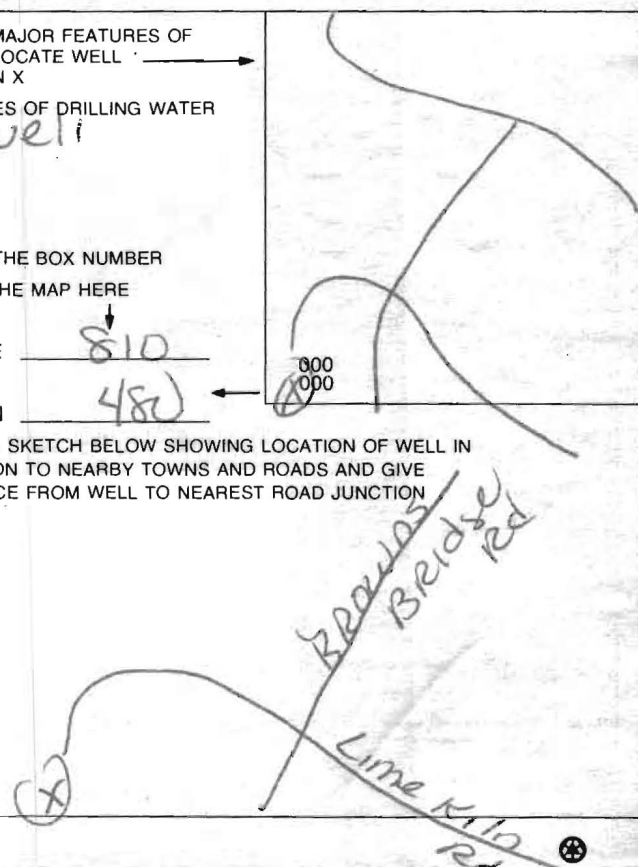 MAJOR FEATURES OF
OCATE WELL
N X
ES OF DRILLING WATER
well
THE BOX NUMBER
HE MAP HERE
E 810
000
000
N 480
X
SKETCH BELOW SHOWING LOCATION OF WELL IN
ON TO NEARBY TOWNS AND ROADS AND GIVE
CE FROM WELL TO NEAREST ROAD JUNCTION
BROWNS
BRIDGE
Rd
X
Lime Kiln
Rd